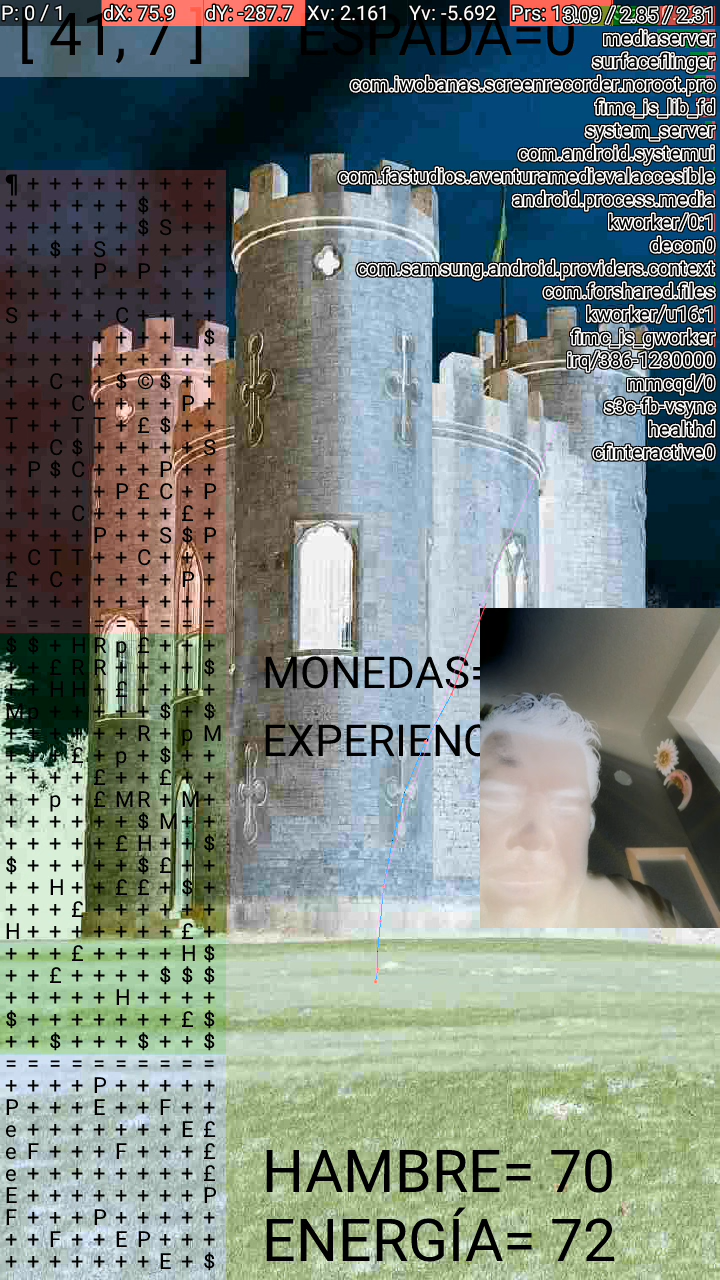 P: 0 / 1 dX: 75.9 dY: -287.7 Xv: 2.161 Yv: -5.692 Prs: 3.09 / 2.85 / 2.31
[ 41, 7 ] ESPADA=0
mediaserver
surfaceflinger
com.iwobanas.screenrecorder.noroot.pro
fimc_is_lib_fd
system_server
com.android.systemui
com.fastudios.aventuramedievalaccesible
android.process.media
kworker/0:1
decon0
com.samsung.android.providers.context
com.forshared.files
kworker/u16:1
fimc_is_gworker
irq/386-1280000
mmcqd/0
s3c-fb-vsync
healthd
cfinteractive0
¶ + + + + + + + + +
+ + + + + + $ + + +
+ + + + + + $ S + +
+ + $ + S + + + + +
+ + + + P + P + + +
+ + + + + + + + + +
S + + + + C + + + +
+ + + + + + + + + $
+ + + + + + + + + +
+ + C + + $ © $ + +
+ + + C + + + + P +
T + + T T + £ $ + +
+ + C $ + + + + + S
+ P $ C + + + P + +
+ + + + + P £ C + P
+ + + C + + + + £ +
+ + + + P + + S $ P
+ C T T + + C + + +
£ + C + + + + + P +
+ + + + + + + + + +
= = = = = = = = = =
$ $ + H R p £ + + +
+ + £ R R + + + + $
+ + H H + £ + + + +
M p + + + + + $ + $
+ + + + + + R + p M
+ + + £ + p + + + +
+ + + + £ + + £ + +
+ + p + £ M R + M +
+ + + + + + $ M + +
+ + + + + £ H + + $
$ + + + + + $ £ + +
+ + H + + £ £ + $ +
+ + + £ + + + + + +
H + + + + + + + £ +
+ + + £ + + + + H $
+ + £ + + + + $ $ $
+ + + + + H + + + +
$ + + + + + + + £ $
+ + $ + + + $ + + $
= = = = = = = = = =
+ + + + P + + + + +
P + + + E + + F + +
e + + + + + + + E £
e F + + + F + + + £
e + + + + + + + + £
E + + + + + + + + P
F + + + P + + + + +
+ + F + + E P + + +
+ + + + + + + E + $
MONEDAS=
EXPERIENC
HAMBRE= 70
ENERGÍA= 72